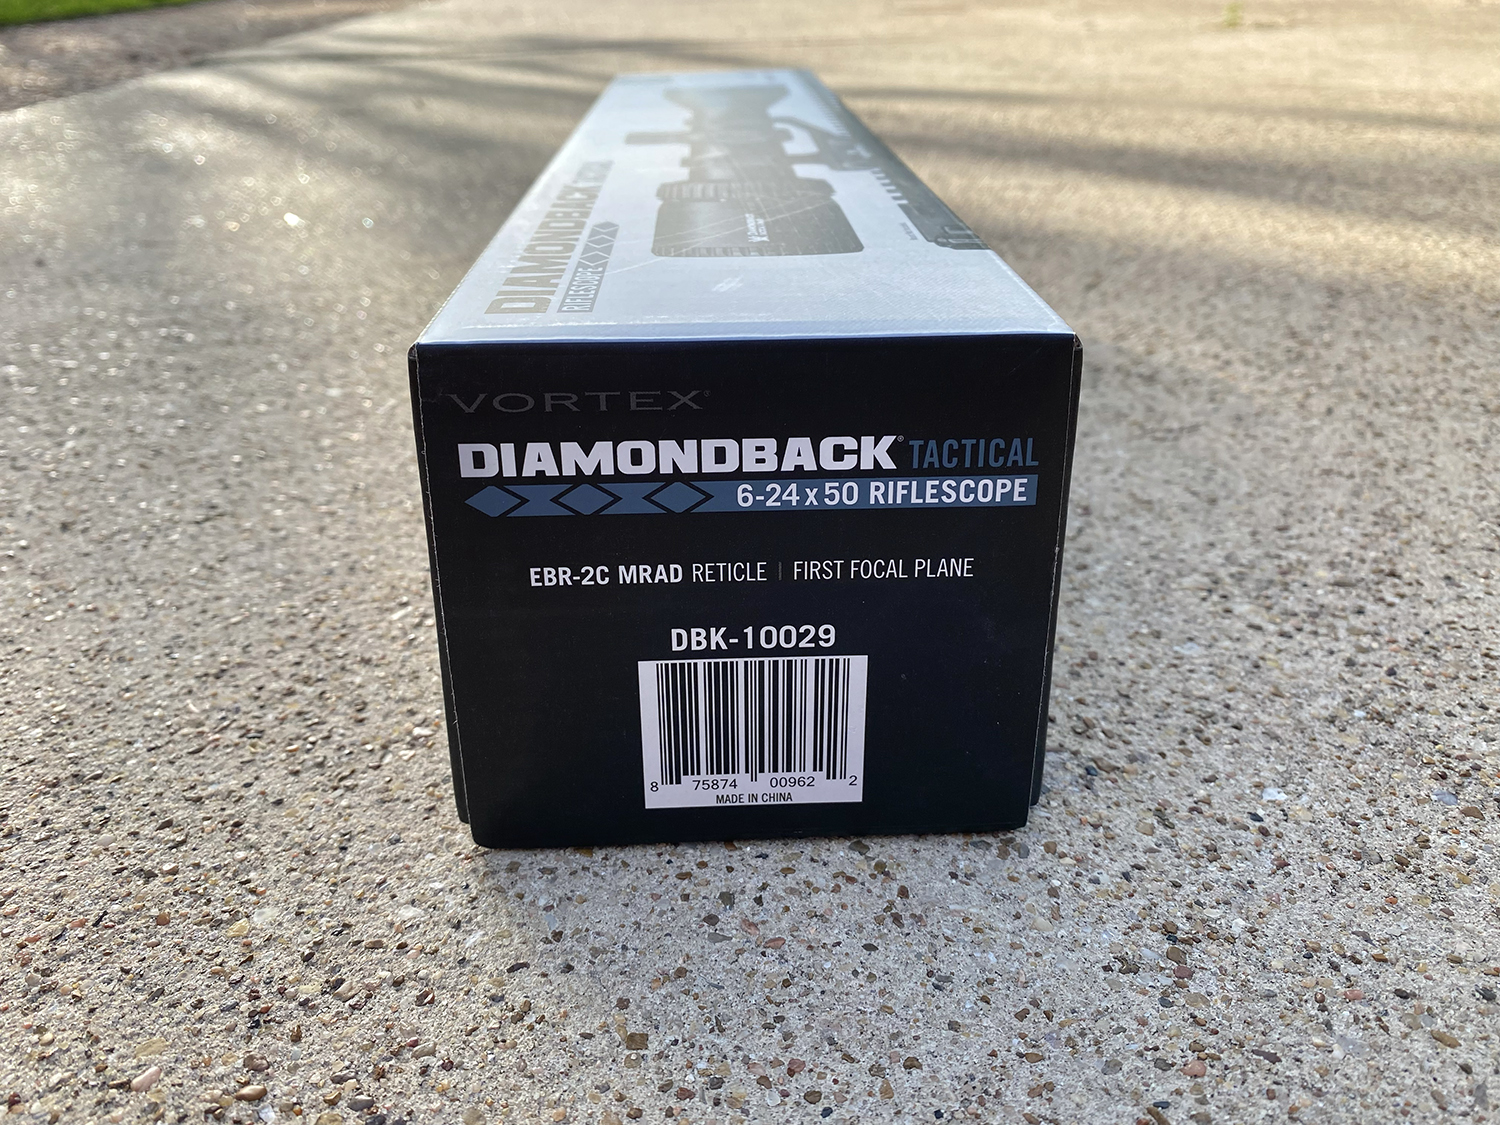 DIAMONDBACK
RIFLESCOPE
VORTEX®
DIAMONDBACK® TACTICAL
6-24x50 RIFLESCOPE
EBR-2C MRAD RETICLE | FIRST FOCAL PLANE
DBK-10029
8 75874 00962 2
MADE IN CHINA